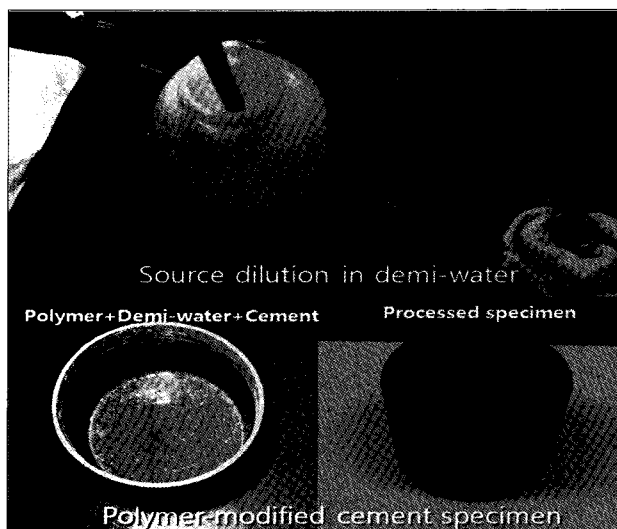 Source dilution in demi-water
Polymer+Demi-water+Cement
Processed specimen
Polymer-modified cement specimen